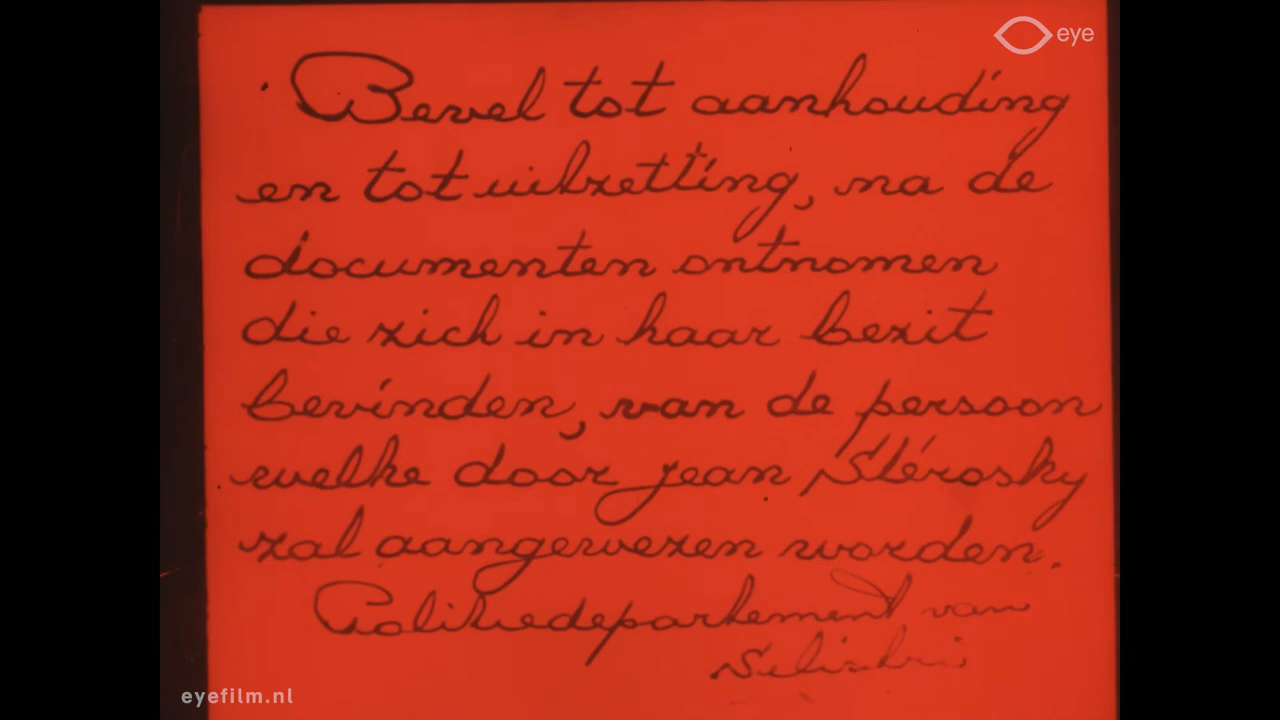 eye
Bevel tot aanhouding
en tot uitzetting, na de
documenten ontnomen
die zich in haar bezit
bevinden, van de persoon
welke door Jean Stérosky
zal aangewezen worden.
Politiedepartement van
eyefilm.nl